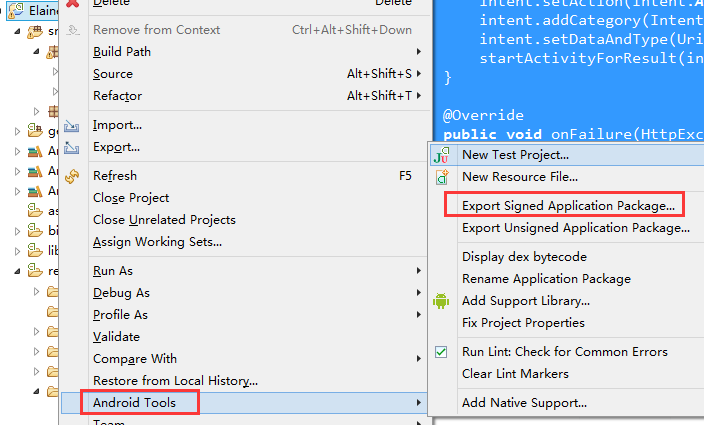 Elaine
sr
ge
An
An
An
as
bi
lib
re
Delete Delete
Remove from Context Ctrl+Alt+Shift+Down
Build Path
Source Alt+Shift+S
Refactor Alt+Shift+T
Import...
Export...
Refresh F5
Close Project
Close Unrelated Projects
Assign Working Sets...
Run As
Debug As
Profile As
Validate
Compare With
Restore from Local History...
Android Tools
Team
intent.setAction(Intent.A
intent.addCategory(Intent
intent.setDataAndType(Uri
startActivityForResult(in
}
@Override
public void onFailure(HttpExc
New Test Project...
New Resource File...
Export Signed Application Package...
Export Unsigned Application Package...
Display dex bytecode
Rename Application Package
Add Support Library...
Fix Project Properties
Run Lint: Check for Common Errors
Clear Lint Markers
Add Native Support...